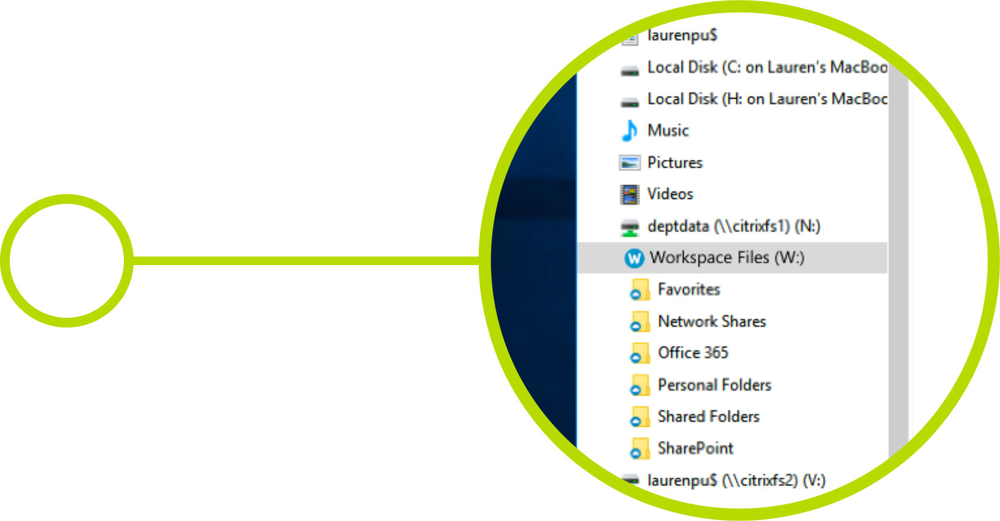 laurenpu$
Local Disk (C: on Lauren's MacBoo
Local Disk (H: on Lauren's MacBoc
Music
Pictures
Videos
deptdata (\\citrixfs1) (N:)
W Workspace Files (W:)
Favorites
Network Shares
Office 365
Personal Folders
Shared Folders
SharePoint
laurenpu$ (\\citrixfs2) (V:)